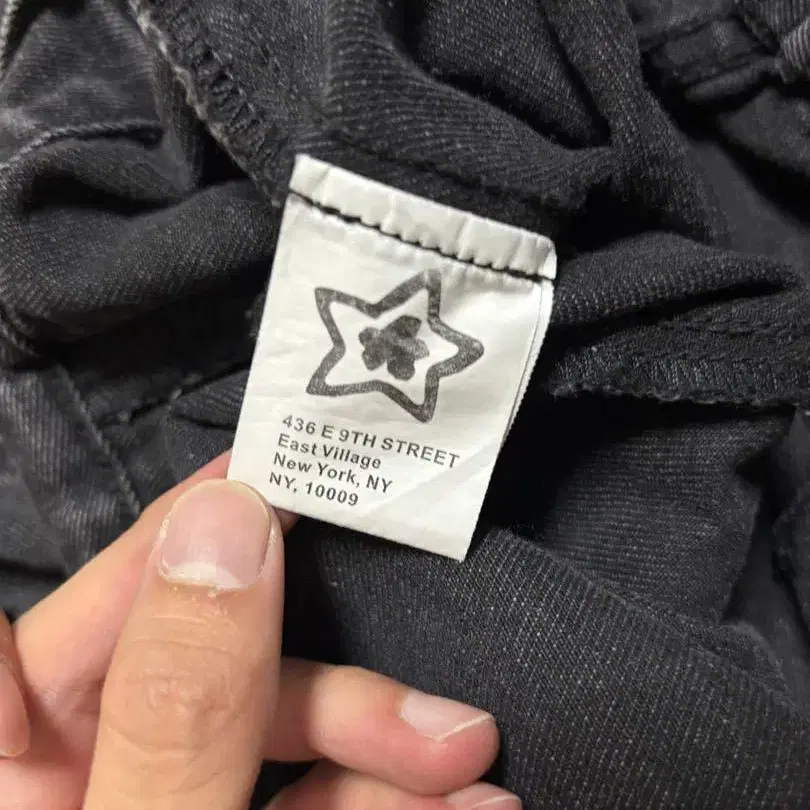 436 E 9TH STREET
East Village
New York, NY
NY, 10009